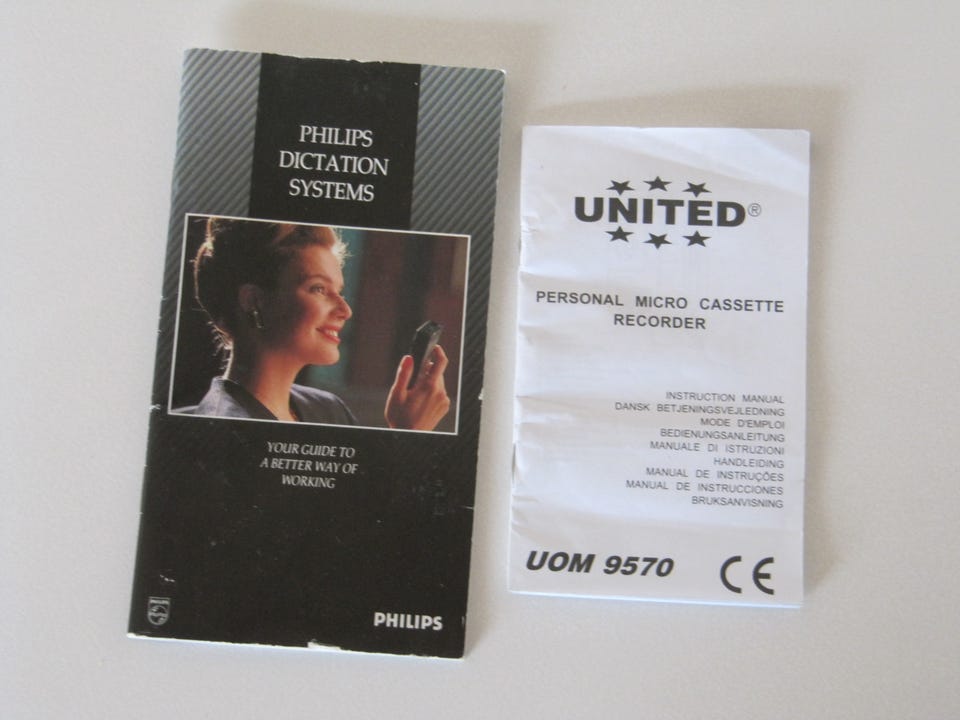 PHILIPS
DICTATION
SYSTEMS
YOUR GUIDE TO
A BETTER WAY OF
WORKING
PHILIPS
PHILIPS
UNITED®
PERSONAL MICRO CASSETTE
RECORDER
INSTRUCTION MANUAL
DANSK BETJENINGSVEJLEDNING
MODE D'EMPLOI
BEDIENUNGSANLEITUNG
MANUALE DI ISTRUZIONI
HANDLEIDING
MANUAL DE INSTRUÇÕES
MANUAL DE INSTRUCCIONES
BRUKSANVISNING
UOM 9570
CE